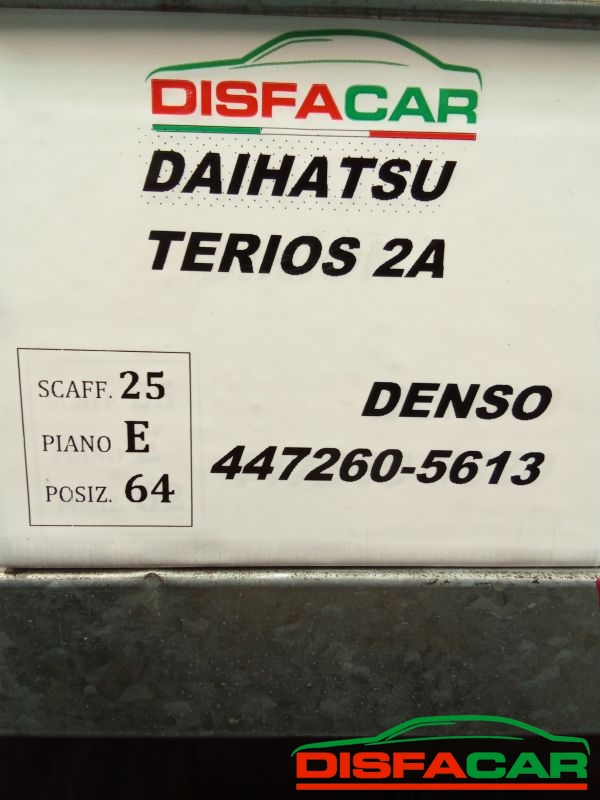 DISFACAR
DAIHATSU
TERIOS 2A
SCAFF. 25
PIANO E
POSIZ. 64
DENSO
447260-5613
DISFACAR